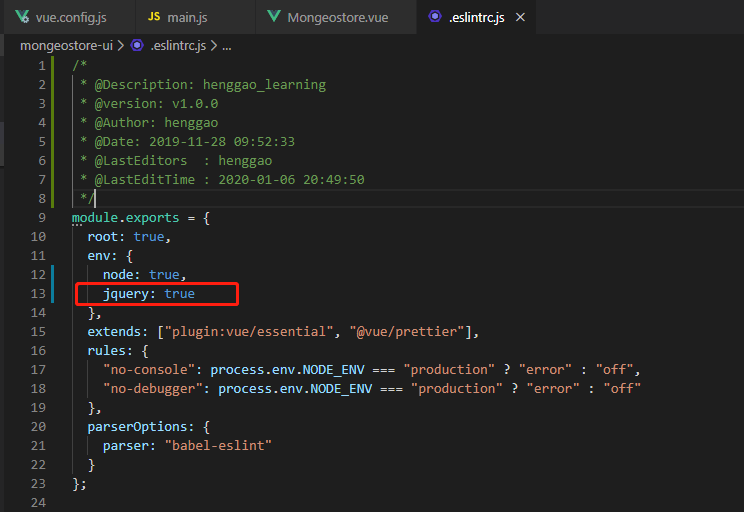 vue.config.js JS main.js Mongeostore.vue .eslintrc.js ×
mongeostore-ui > .eslintrc.js > ...
1 /*
2 * @Description: henggao_learning
3 * @version: v1.0.0
4 * @Author: henggao
5 * @Date: 2019-11-28 09:52:33
6 * @LastEditors : henggao
7 * @LastEditTime : 2020-01-06 20:49:50
8 */
9 module.exports = {
10 root: true,
11 env: {
12 node: true,
13 jquery: true
14 },
15 extends: ["plugin:vue/essential", "@vue/prettier"],
16 rules: {
17 "no-console": process.env.NODE_ENV === "production" ? "error" : "off",
18 "no-debugger": process.env.NODE_ENV === "production" ? "error" : "off"
19 },
20 parserOptions: {
21 parser: "babel-eslint"
22 }
23 };
24